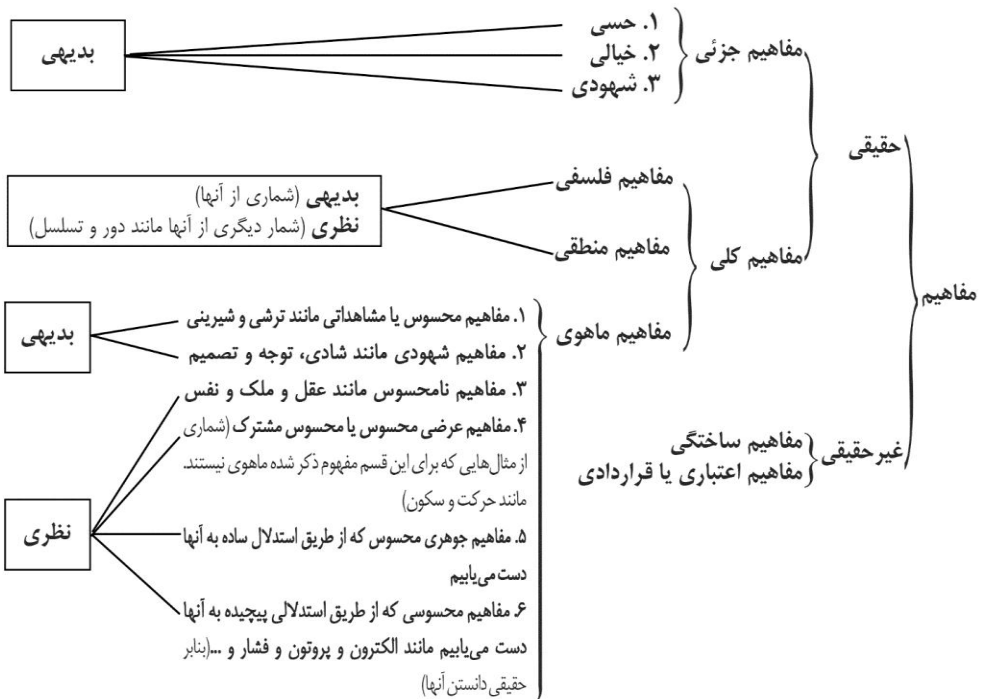 مفاهیم
حقیقی
مفاهیم جزئی
۱. حسی
۲. خیالی
۳. شهودی
بدیهی
مفاهیم کلی
مفاهیم فلسفی
مفاهیم منطقی
بدیهی (شماری از آنها)
نظری (شمار دیگری از آنها مانند دور و تسلسل)
مفاهیم ماهوی
۱. مفاهیم محسوس یا مشاهداتی مانند ترشی و شیرینی
۲. مفاهیم شهودی مانند شادی، توجه و تصمیم
بدیهی
۳. مفاهیم نامحسوس مانند عقل و ملک و نفس
۴. مفاهیم عرضی محسوس یا محسوس مشترک (شماری
از مثال‌هایی که برای این قسم مفهوم ذکر شده ماهوی نیستند.
مانند حرکت و سکون)
۵. مفاهیم جوهری محسوس که از طریق استدلال ساده به آنها
دست می‌یابیم
۶. مفاهیم محسوسی که از طریق استدلالی پیچیده به آنها
دست می‌یابیم مانند الکترون و پروتون و فشار و ...(بنابر
حقیقی دانستن آنها)
نظری
غیرحقیقی
مفاهیم ساختگی
مفاهیم اعتباری یا قراردادی